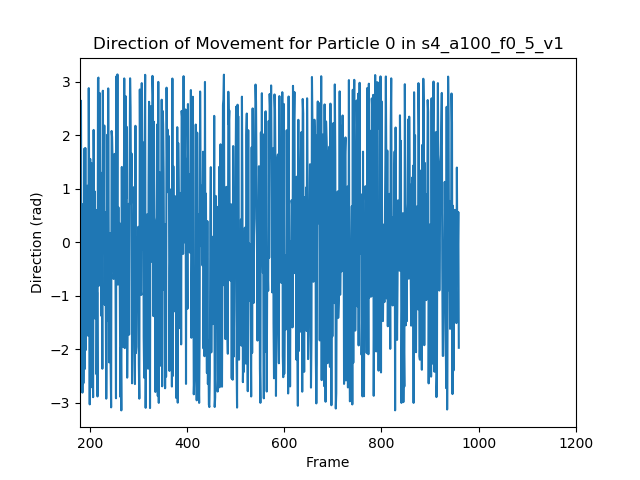 Direction of Movement for Particle 0 in s4_a100_f0_5_v1
3
2
1
0
−1
−2
−3
Direction (rad)
200 400 600 800 1000 1200
Frame